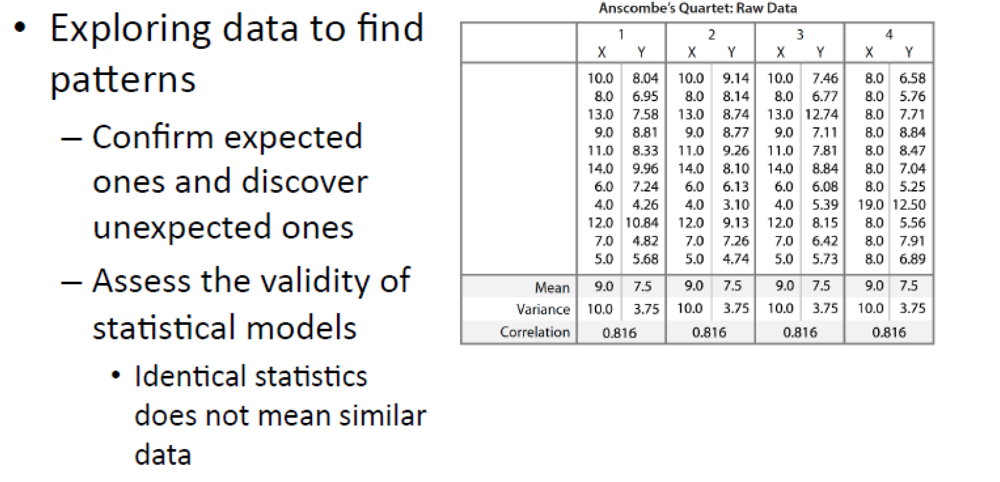 • Exploring data to find
patterns
– Confirm expected
ones and discover
unexpected ones
– Assess the validity of
statistical models
• Identical statistics
does not mean similar
data
Anscombe's Quartet: Raw Data
1 2 3 4
X Y X Y X Y X Y
10.0 8.04 10.0 9.14 10.0 7.46 8.0 6.58
8.0 6.95 8.0 8.14 8.0 6.77 8.0 5.76
13.0 7.58 13.0 8.74 13.0 12.74 8.0 7.71
9.0 8.81 9.0 8.77 9.0 7.11 8.0 8.84
11.0 8.33 11.0 9.26 11.0 7.81 8.0 8.47
14.0 9.96 14.0 8.10 14.0 8.84 8.0 7.04
6.0 7.24 6.0 6.13 6.0 6.08 8.0 5.25
4.0 4.26 4.0 3.10 4.0 5.39 19.0 12.50
12.0 10.84 12.0 9.13 12.0 8.15 8.0 5.56
7.0 4.82 7.0 7.26 7.0 6.42 8.0 7.91
5.0 5.68 5.0 4.74 5.0 5.73 8.0 6.89
Mean 9.0 7.5 9.0 7.5 9.0 7.5 9.0 7.5
Variance 10.0 3.75 10.0 3.75 10.0 3.75 10.0 3.75
Correlation 0.816 0.816 0.816 0.816